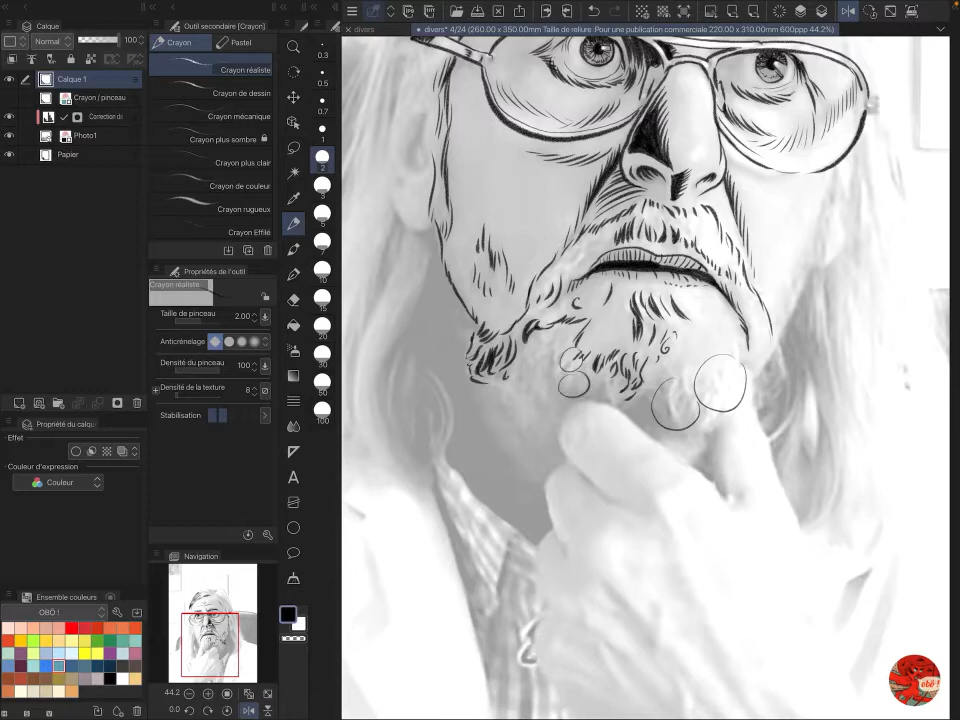 Calque
Outil secondaire [Crayon]
divers
divers* 4/24 (260.00 x 350.00mm Taille de reliure: Pour une publication commerciale 220.00 x 310.00mm 600ppp 44.2%)
Normal
100
Crayon
Pastel
Calque 1
Crayon / pinceau
Correction di
Photo1
Papier
Crayon réaliste
Crayon de dessin
Crayon mécanique
Crayon plus sombre
Crayon plus clair
Crayon de couleur
Crayon rugueux
Crayon Effilé
0.3
0.5
0.7
1
2
3
5
7
10
15
20
30
50
100
Propriétés de l'outil
Crayon réaliste
Taille de pinceau
2.00
Anticrénelage
Densité du pinceau
100
Densité de la texture
8
Stabilisation
Propriété du calqu
Effet
Couleur d'expression
Couleur
Navigation
44.2
0.0
Ensemble couleurs
OBÖ !
A
obö !